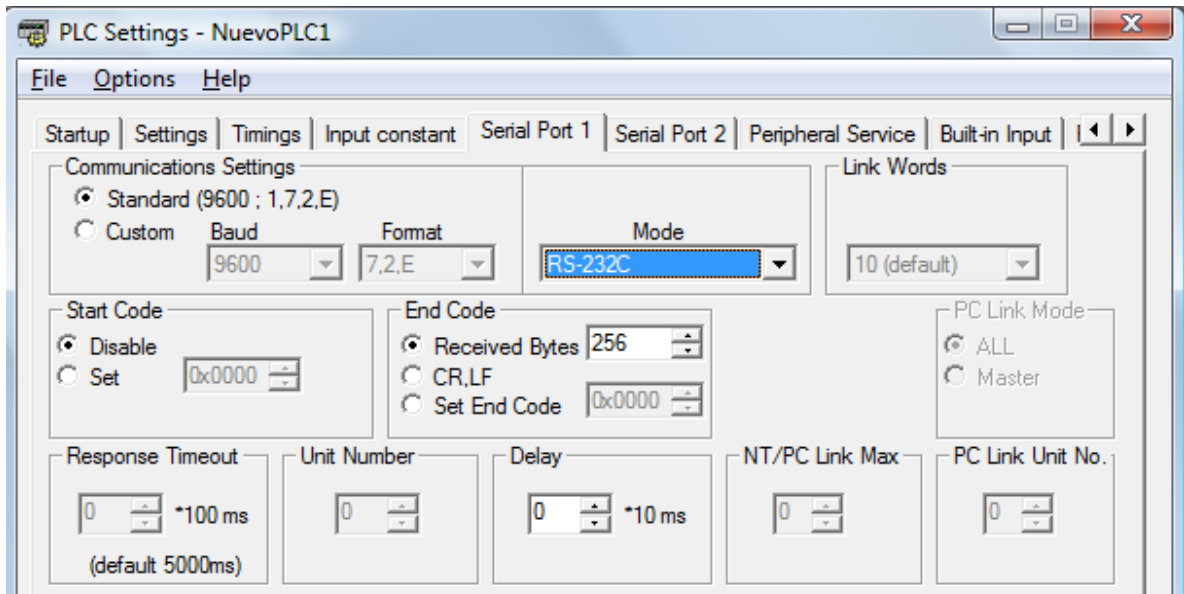 PLC Settings - NuevoPLC1
File Options Help
Startup Settings Timings Input constant Serial Port 1 Serial Port 2 Peripheral Service Built-in Input
Communications Settings Link Words
Standard (9600 ; 1,7,2,E)
Custom Baud Format Mode
9600 7,2,E RS-232C 10 (default)
Start Code End Code PC Link Mode
Disable Received Bytes 256 ALL
Set 0x0000 CR,LF Master
Set End Code 0x0000
Response Timeout Unit Number Delay NT/PC Link Max PC Link Unit No.
0 *100 ms 0 0 *10 ms 0 0
(default 5000ms)